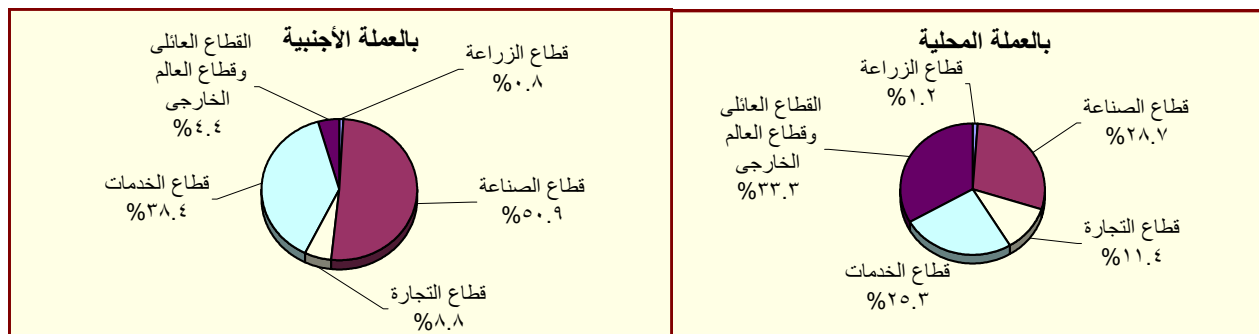 بالعملة المحلية
قطاع الزراعة
%١.٢
قطاع الصناعة
%٢٨.٧
قطاع التجارة
%١١.٤
قطاع الخدمات
%٢٥.٣
القطاع العائلى
وقطاع العالم
الخارجى
%٣٣.٣
بالعملة الأجنبية
قطاع الزراعة
%٠.٨
قطاع الصناعة
%٥٠.٩
قطاع التجارة
%٨.٨
قطاع الخدمات
%٣٨.٤
القطاع العائلى
وقطاع العالم
الخارجى
%٤.٤